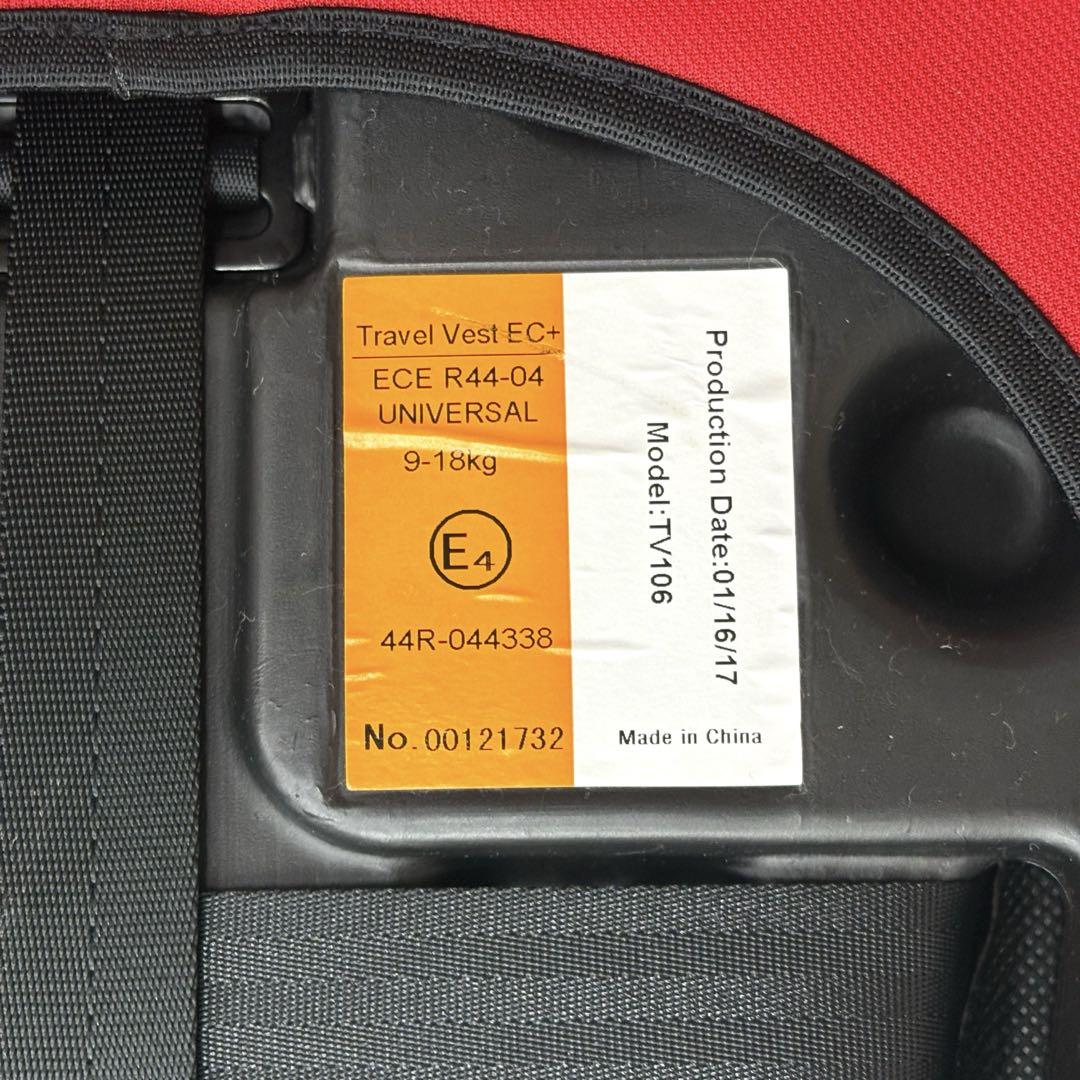 Travel Vest EC+
ECE R44-04
UNIVERSAL
9-18kg
E4
44R-044338
No. 00121732
Production Date:01/16/17
Model:TV106
Made in China